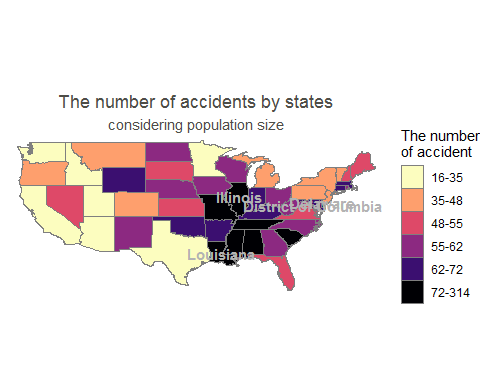 The number of accidents by states
considering population size
The number
of accident
16-35
35-48
48-55
55-62
62-72
72-314
Illinois
District of Columbia
Louisiana